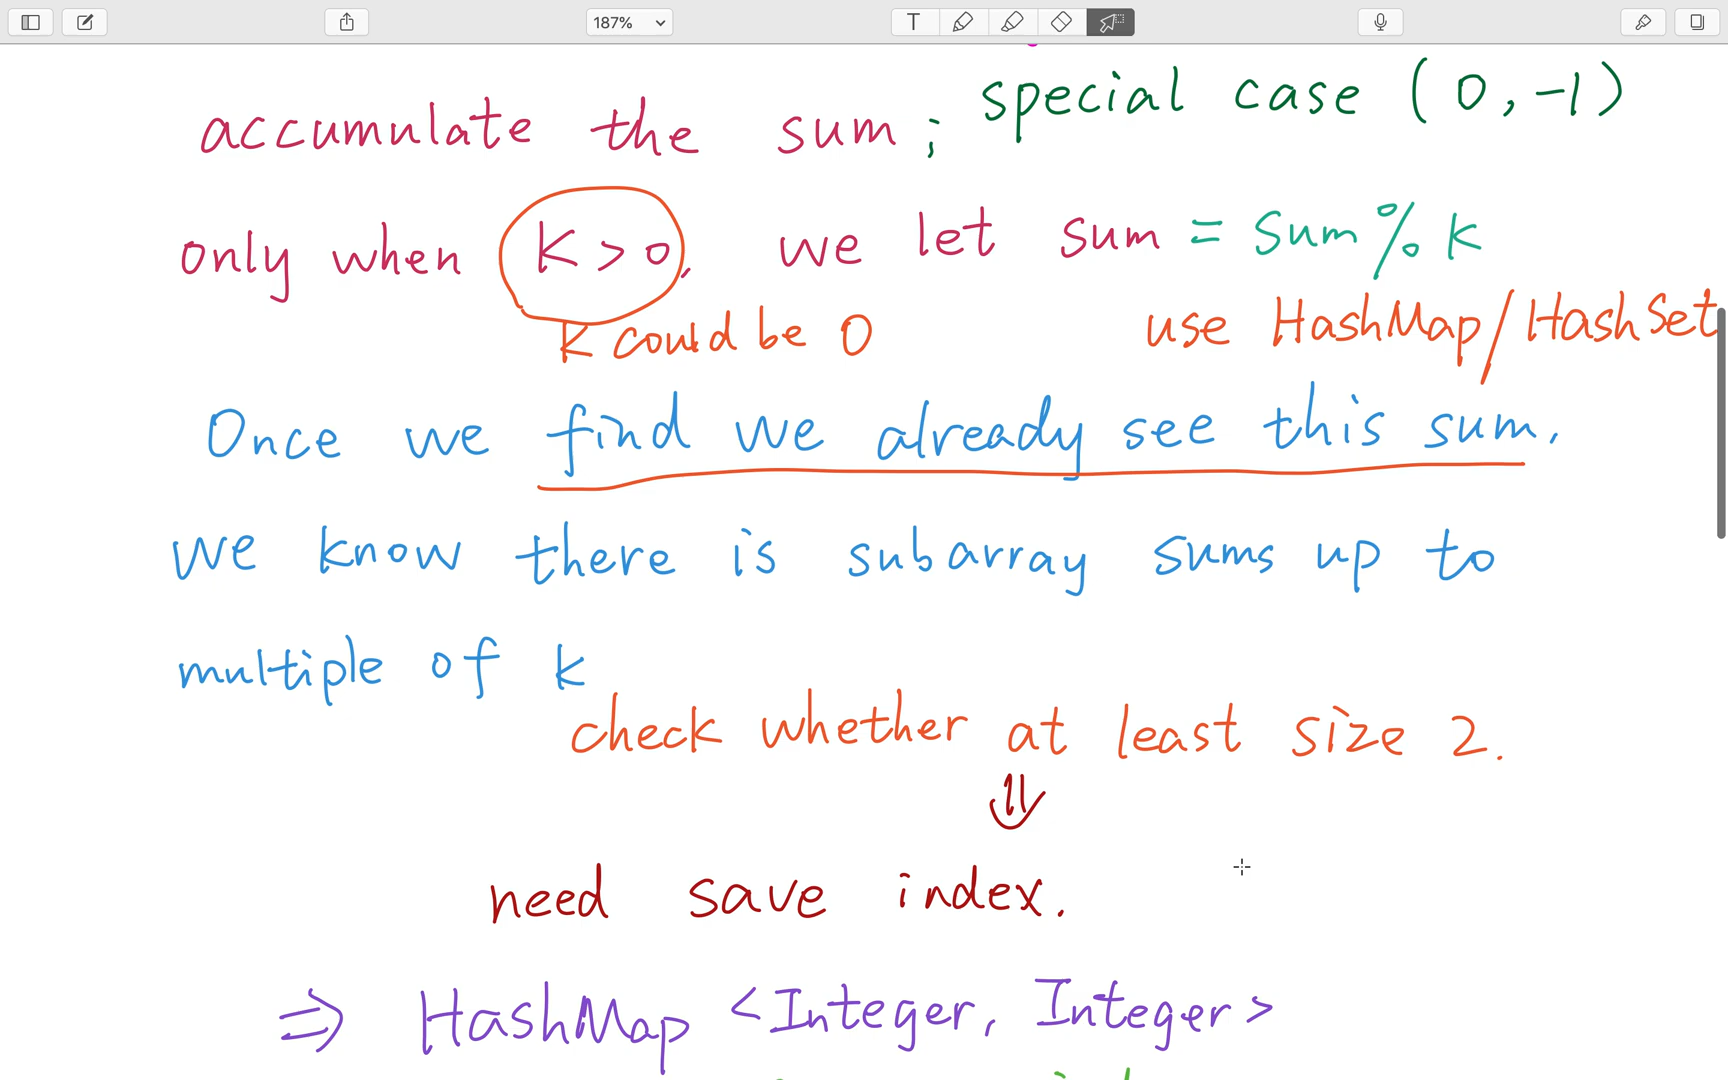 187%
T
special case (0,-1)
accumulate the sum;
only when K>0, we let sum = sum % k
K could be 0
use HashMap/HashSet
Once we find we already see this sum.
we know there is subarray sums up to
multiple of k
check whether at least size 2.
need save index.
⇒ HashMap <Integer, Integer>